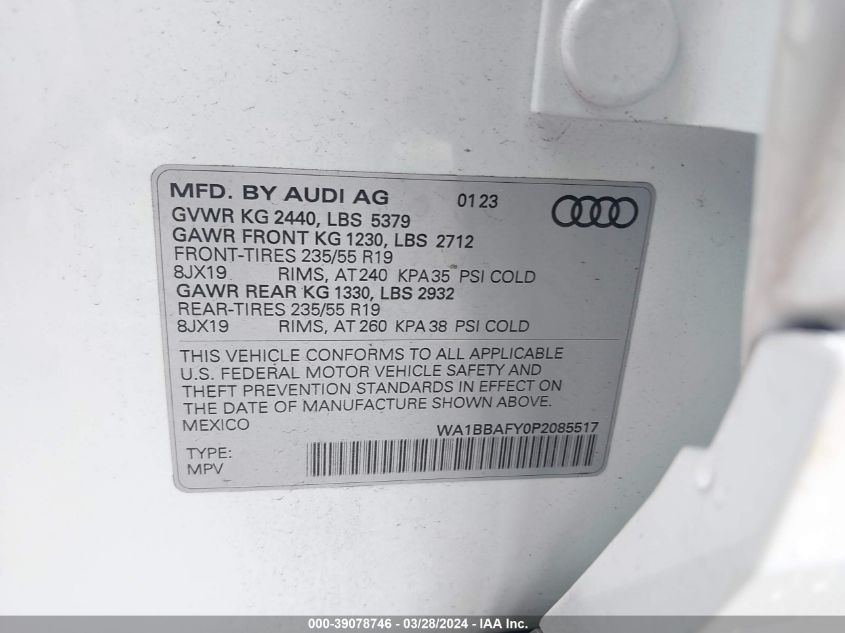 MFD. BY AUDI AG 01 23
GVWR KG 2440, LBS 5379
GAWR FRONT KG 1230, LBS 2712
FRONT-TIRES 235/55 R19
8JX19 RIMS, AT 240 KPA 35 PSI COLD
GAWR REAR KG 1330, LBS 2932
REAR-TIRES 235/55 R19
8JX19 RIMS, AT 260 KPA 38 PSI COLD
THIS VEHICLE CONFORMS TO ALL APPLICABLE
U.S. FEDERAL MOTOR VEHICLE SAFETY AND
THEFT PREVENTION STANDARDS IN EFFECT ON
THE DATE OF MANUFACTURE SHOWN ABOVE.
MEXICO WA1BBAFY0P2085517
TYPE:
MPV
000-39078746 - 03/28/2024 - IAA Inc.